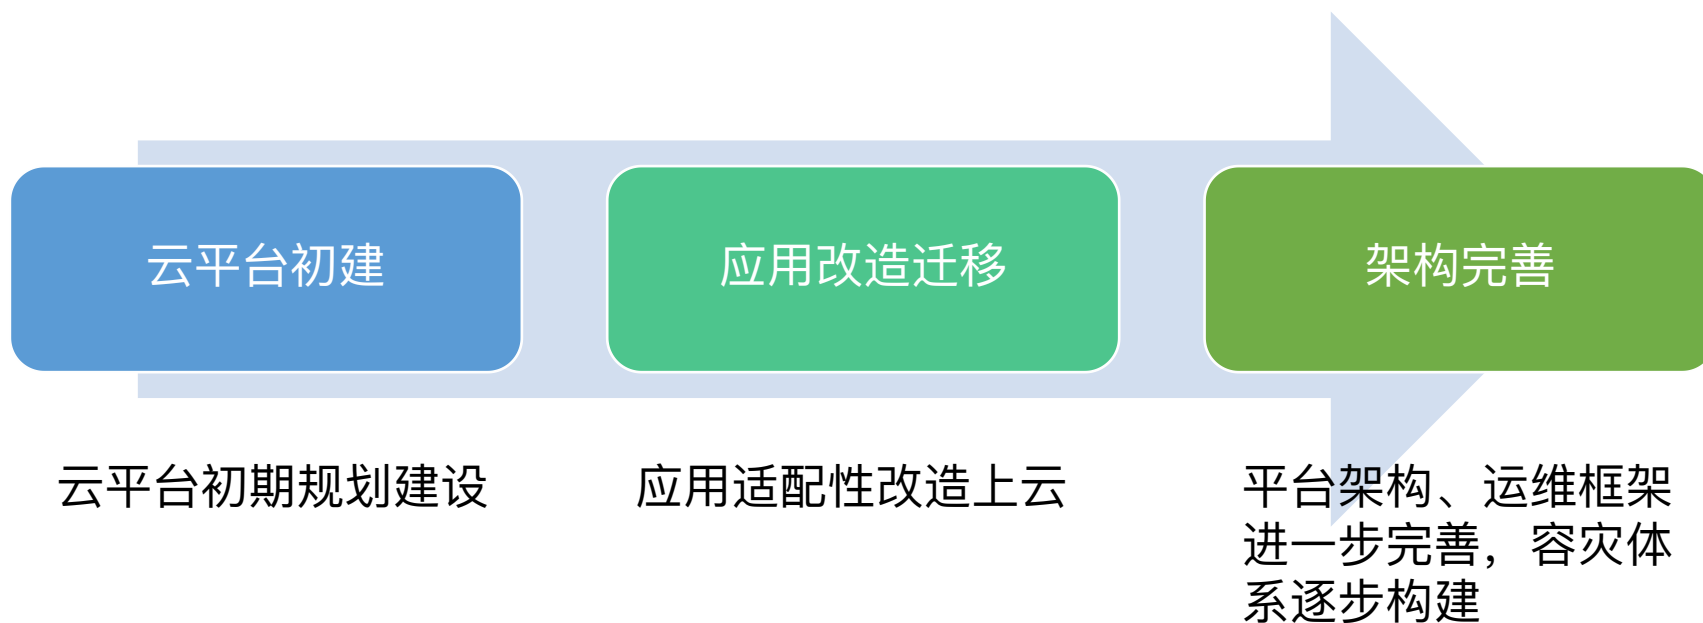 云平台初建
应用改造迁移
架构完善
云平台初期规划建设
应用适配性改造上云
平台架构、运维框架
进一步完善，容灾体
系逐步构建